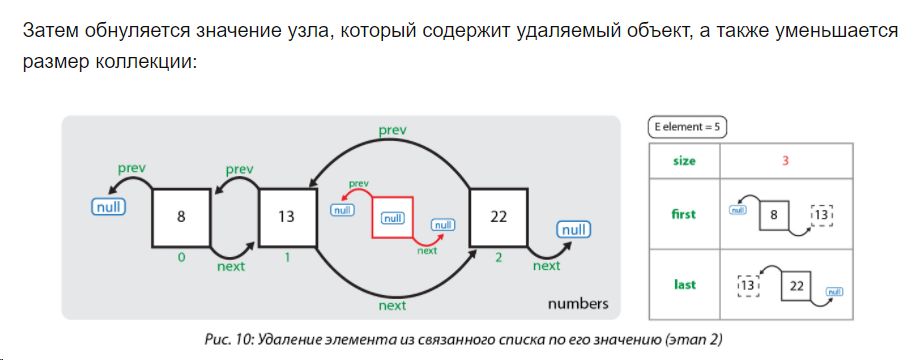 Затем обнуляется значение узла, который содержит удаляемый объект, а также уменьшается
размер коллекции:
prev
prev
prev
prev
null
8
13
null
null
null
22
null
0
next
1
next
2
next
next
numbers
E element = 5
size
3
first
null
8
13
last
13
22
null
Рис. 10: Удаление элемента из связанного списка по его значению (этап 2)